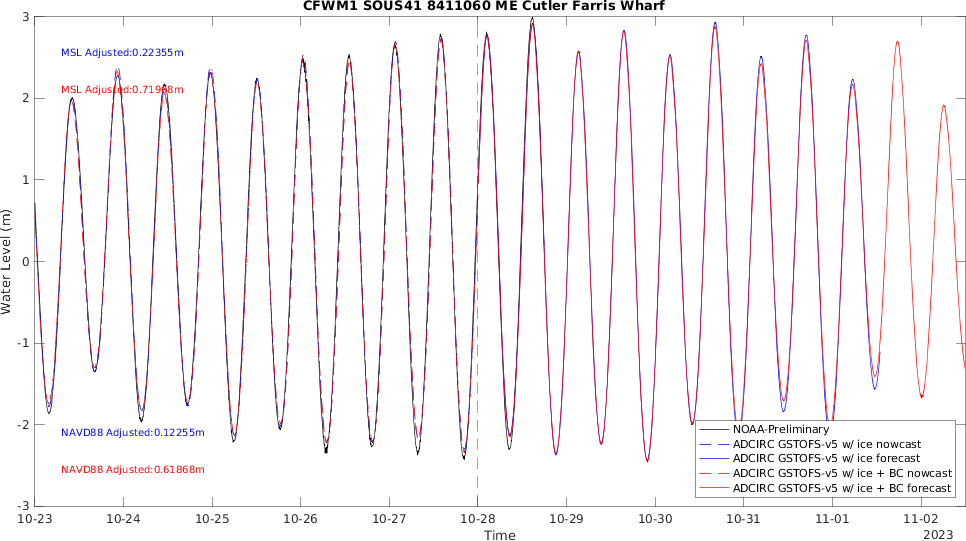 CFWM1 SOUS41 8411060 ME Cutler Farris Wharf
3
MSL Adjusted:0.22355m
MSL Adjusted:0.71968m
2
1
Water Level (m)
0
-1
-2
NAVD88 Adjusted:0.12255m
NAVD88 Adjusted:0.61868m
NOAA-Preliminary
ADCIRC GSTOFS-v5 w/ ice nowcast
ADCIRC GSTOFS-v5 w/ ice forecast
ADCIRC GSTOFS-v5 w/ ice + BC nowcast
ADCIRC GSTOFS-v5 w/ ice + BC forecast
-3
10-23 10-24 10-25 10-26 10-27 10-28 10-29 10-30 10-31 11-01 11-02
Time
2023